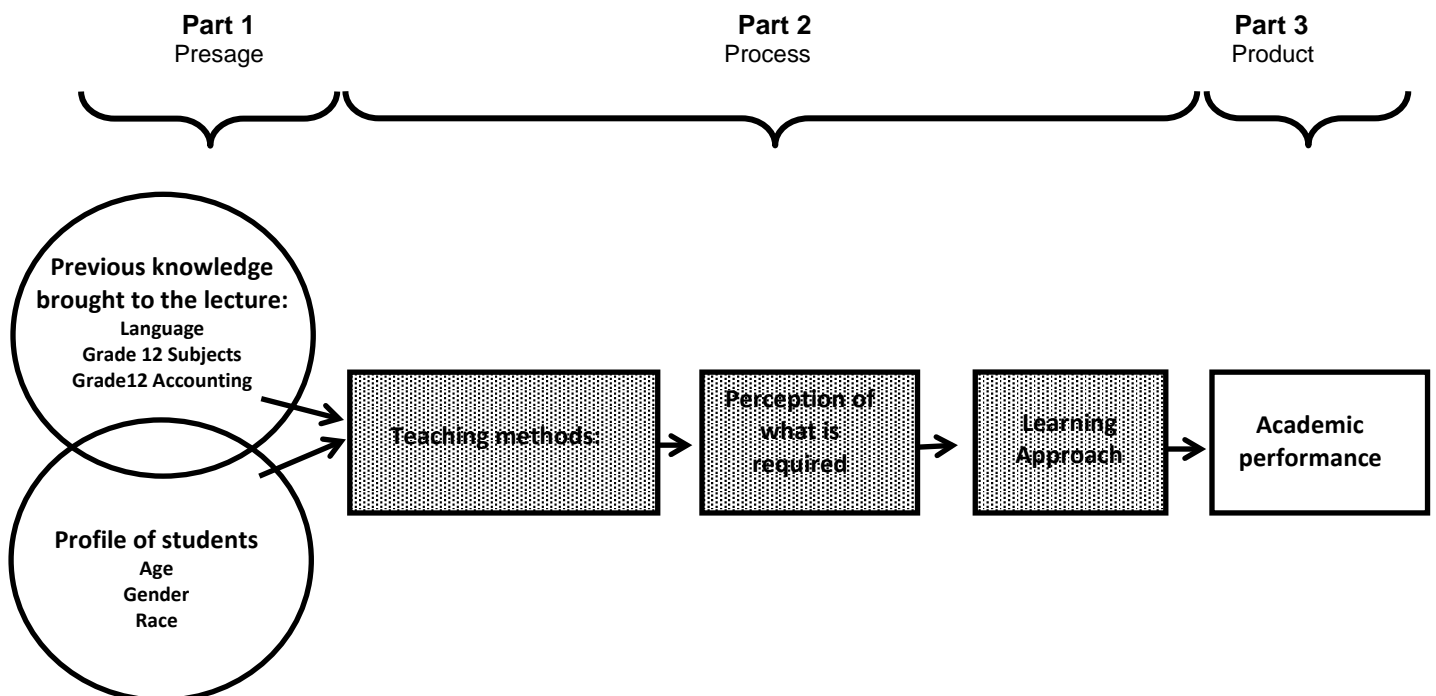 Part 1
Presage
Part 2
Process
Part 3
Product
Previous knowledge
brought to the lecture:
Language
Grade 12 Subjects
Grade12 Accounting
Profile of students
Age
Gender
Race
Teaching methods:
Perception of
what is
required
Learning
Approach
Academic
performance